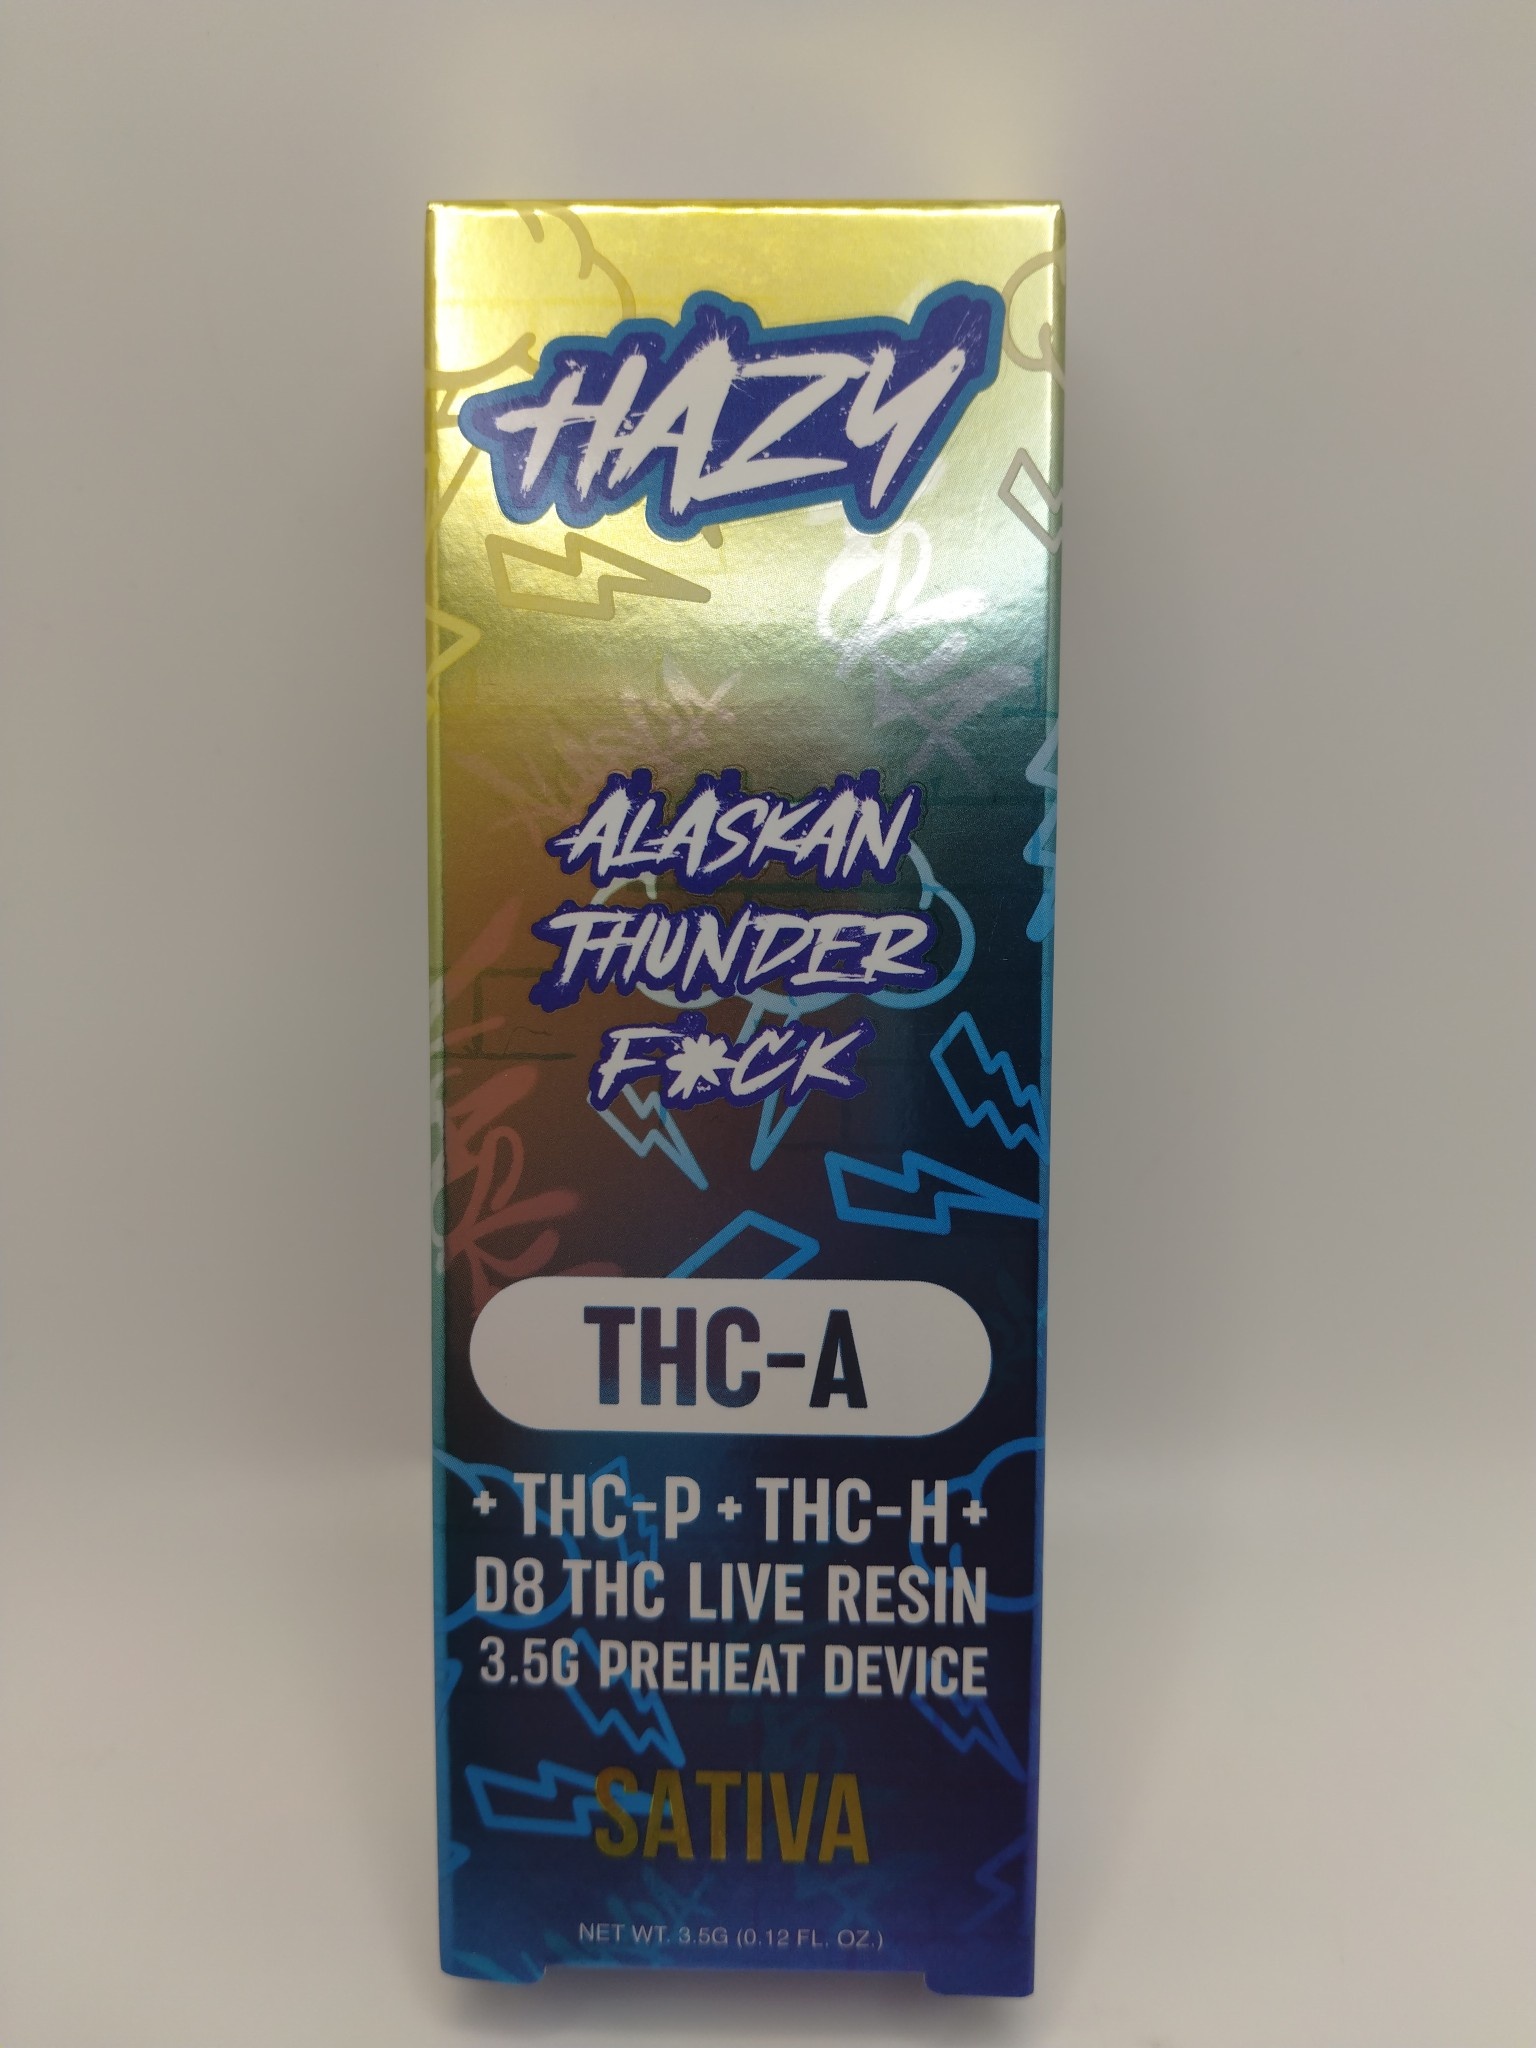 HAZY
ALASKAN
THUNDER
F*CK
THC-A
+ THC-P + THC-H +
D8 THC LIVE RESIN
3.5G PREHEAT DEVICE
SATIVA
NET WT. 3.5G (0.12 FL. OZ.)